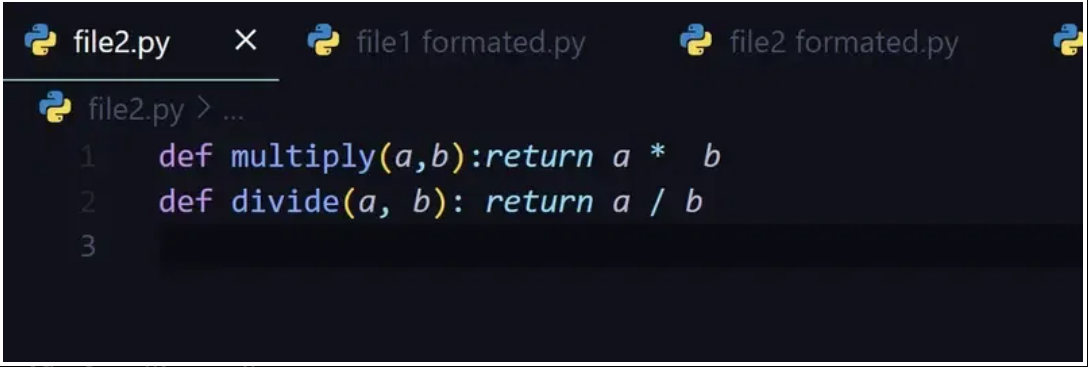 file2.py × file1 formated.py file2 formated.py
file2.py > ...
1 def multiply(a,b):return a *  b
2 def divide(a, b): return a / b
3